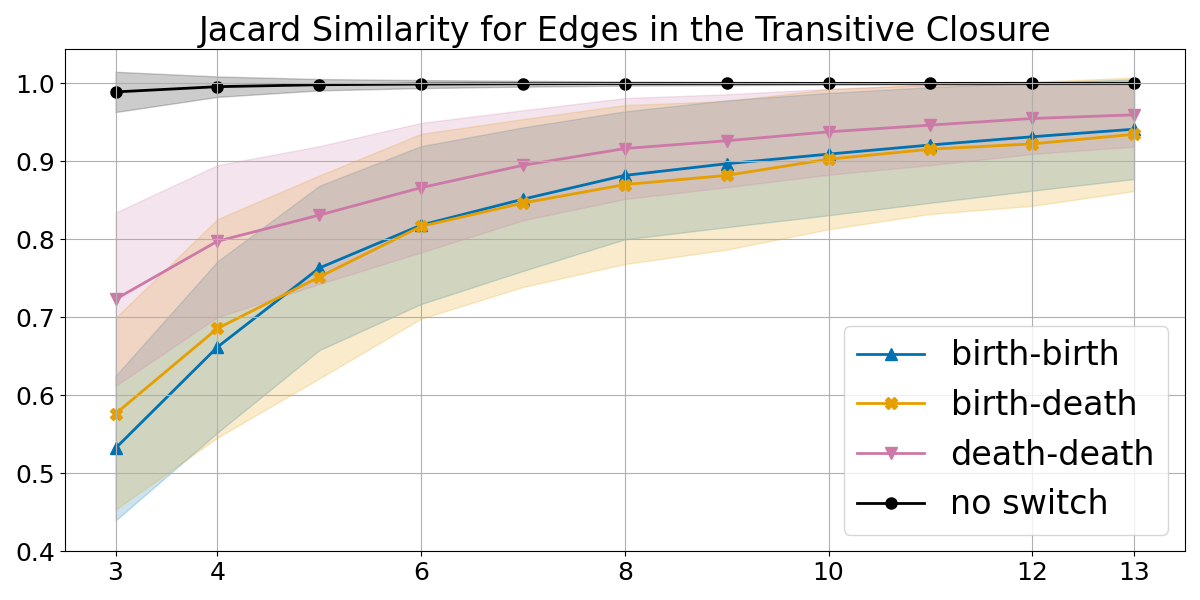 Jacard Similarity for Edges in the Transitive Closure
1.0
0.9
0.8
0.7
0.6
0.5
0.4
birth-birth
birth-death
death-death
no switch
3 4 6 8 10 12 13